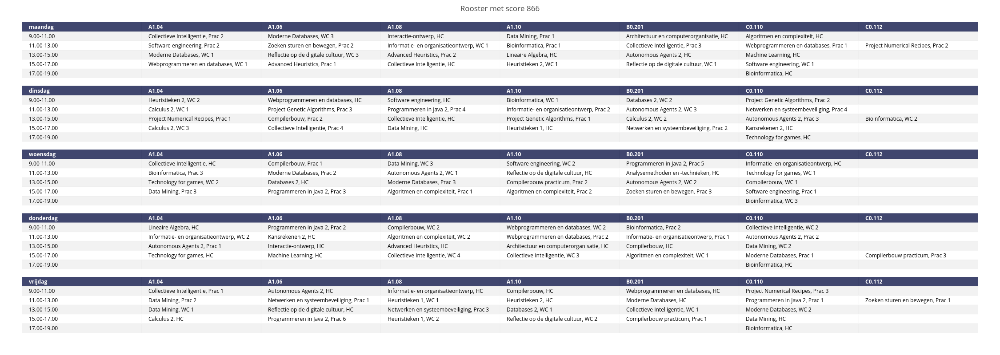 Rooster met score 866
maandag A1.04 A1.06 A1.08 A1.10 B0.201 C0.110 C0.112
9.00-11.00 Collectieve Intelligentie, Prac 2 Moderne Databases, WC 3 Interactie-ontwerp, HC Data Mining, Prac 1 Architectuur en computerorganisatie, HC Algoritmen en complexiteit, HC
11.00-13.00 Software engineering, Prac 2 Zoeken sturen en bewegen, Prac 2 Informatie- en organisatieontwerp, WC 1 Bioinformatica, Prac 1 Collectieve Intelligentie, Prac 3 Webprogrammeren en databases, Prac 1 Project Numerical Recipes, Prac 2
13.00-15.00 Moderne Databases, WC 1 Reflectie op de digitale cultuur, WC 3 Advanced Heuristics, Prac 2 Lineaire Algebra, HC Autonomous Agents 2, HC Machine Learning, HC
15.00-17.00 Webprogrammeren en databases, WC 1 Advanced Heuristics, Prac 1 Collectieve Intelligentie, HC Heuristieken 2, WC 1 Reflectie op de digitale cultuur, WC 1 Software engineering, WC 1
17.00-19.00 Bioinformatica, HC
dinsdag A1.04 A1.06 A1.08 A1.10 B0.201 C0.110 C0.112
9.00-11.00 Heuristieken 2, WC 2 Webprogrammeren en databases, HC Software engineering, HC Bioinformatica, WC 1 Databases 2, WC 2 Project Genetic Algorithms, Prac 2
11.00-13.00 Calculus 2, WC 1 Project Genetic Algorithms, Prac 3 Programmeren in Java 2, Prac 4 Informatie- en organisatieontwerp, Prac 2 Autonomous Agents 2, WC 3 Netwerken en systeembeveiliging, Prac 4
13.00-15.00 Project Numerical Recipes, Prac 1 Compilerbouw, Prac 2 Collectieve Intelligentie, HC Project Genetic Algorithms, Prac 1 Calculus 2, WC 2 Autonomous Agents 2, Prac 3 Bioinformatica, WC 2
15.00-17.00 Calculus 2, WC 3 Collectieve Intelligentie, Prac 4 Data Mining, HC Heuristieken 1, HC Netwerken en systeembeveiliging, Prac 2 Kansrekenen 2, HC
17.00-19.00 Technology for games, HC
woensdag A1.04 A1.06 A1.08 A1.10 B0.201 C0.110 C0.112
9.00-11.00 Collectieve Intelligentie, HC Compilerbouw, Prac 1 Data Mining, WC 3 Software engineering, WC 2 Programmeren in Java 2, Prac 5 Informatie- en organisatieontwerp, HC
11.00-13.00 Bioinformatica, Prac 3 Moderne Databases, Prac 2 Autonomous Agents 2, WC 1 Reflectie op de digitale cultuur, HC Analysemethoden en -technieken, HC Technology for games, WC 1
13.00-15.00 Technology for games, WC 2 Databases 2, HC Moderne Databases, Prac 3 Compilerbouw practicum, Prac 2 Autonomous Agents 2, WC 2 Compilerbouw, WC 1
15.00-17.00 Data Mining, Prac 3 Programmeren in Java 2, Prac 3 Algoritmen en complexiteit, Prac 1 Algoritmen en complexiteit, Prac 2 Zoeken sturen en bewegen, Prac 3 Software engineering, Prac 1
17.00-19.00 Bioinformatica, WC 3
donderdag A1.04 A1.06 A1.08 A1.10 B0.201 C0.110 C0.112
9.00-11.00 Lineaire Algebra, HC Programmeren in Java 2, Prac 2 Compilerbouw, WC 2 Webprogrammeren en databases, WC 2 Bioinformatica, Prac 2 Collectieve Intelligentie, WC 2
11.00-13.00 Informatie- en organisatieontwerp, WC 2 Kansrekenen 2, HC Algoritmen en complexiteit, WC 2 Webprogrammeren en databases, Prac 2 Informatie- en organisatieontwerp, Prac 1 Autonomous Agents 2, Prac 2
13.00-15.00 Autonomous Agents 2, Prac 1 Interactie-ontwerp, HC Advanced Heuristics, HC Architectuur en computerorganisatie, HC Compilerbouw, HC Data Mining, WC 2
15.00-17.00 Technology for games, HC Machine Learning, HC Collectieve Intelligentie, WC 4 Collectieve Intelligentie, WC 3 Algoritmen en complexiteit, WC 1 Moderne Databases, Prac 1 Compilerbouw practicum, Prac 3
17.00-19.00 Bioinformatica, HC
vrijdag A1.04 A1.06 A1.08 A1.10 B0.201 C0.110 C0.112
9.00-11.00 Collectieve Intelligentie, Prac 1 Autonomous Agents 2, HC Informatie- en organisatieontwerp, HC Compilerbouw, HC Webprogrammeren en databases, HC Project Numerical Recipes, Prac 3
11.00-13.00 Data Mining, Prac 2 Netwerken en systeembeveiliging, Prac 1 Heuristieken 1, WC 1 Heuristieken 2, HC Moderne Databases, HC Programmeren in Java 2, Prac 1 Zoeken sturen en bewegen, Prac 1
13.00-15.00 Data Mining, WC 1 Reflectie op de digitale cultuur, HC Netwerken en systeembeveiliging, Prac 3 Databases 2, WC 1 Collectieve Intelligentie, WC 1 Moderne Databases, WC 2
15.00-17.00 Calculus 2, HC Programmeren in Java 2, Prac 6 Heuristieken 1, WC 2 Reflectie op de digitale cultuur, WC 2 Compilerbouw practicum, Prac 1 Data Mining, HC
17.00-19.00 Bioinformatica, HC